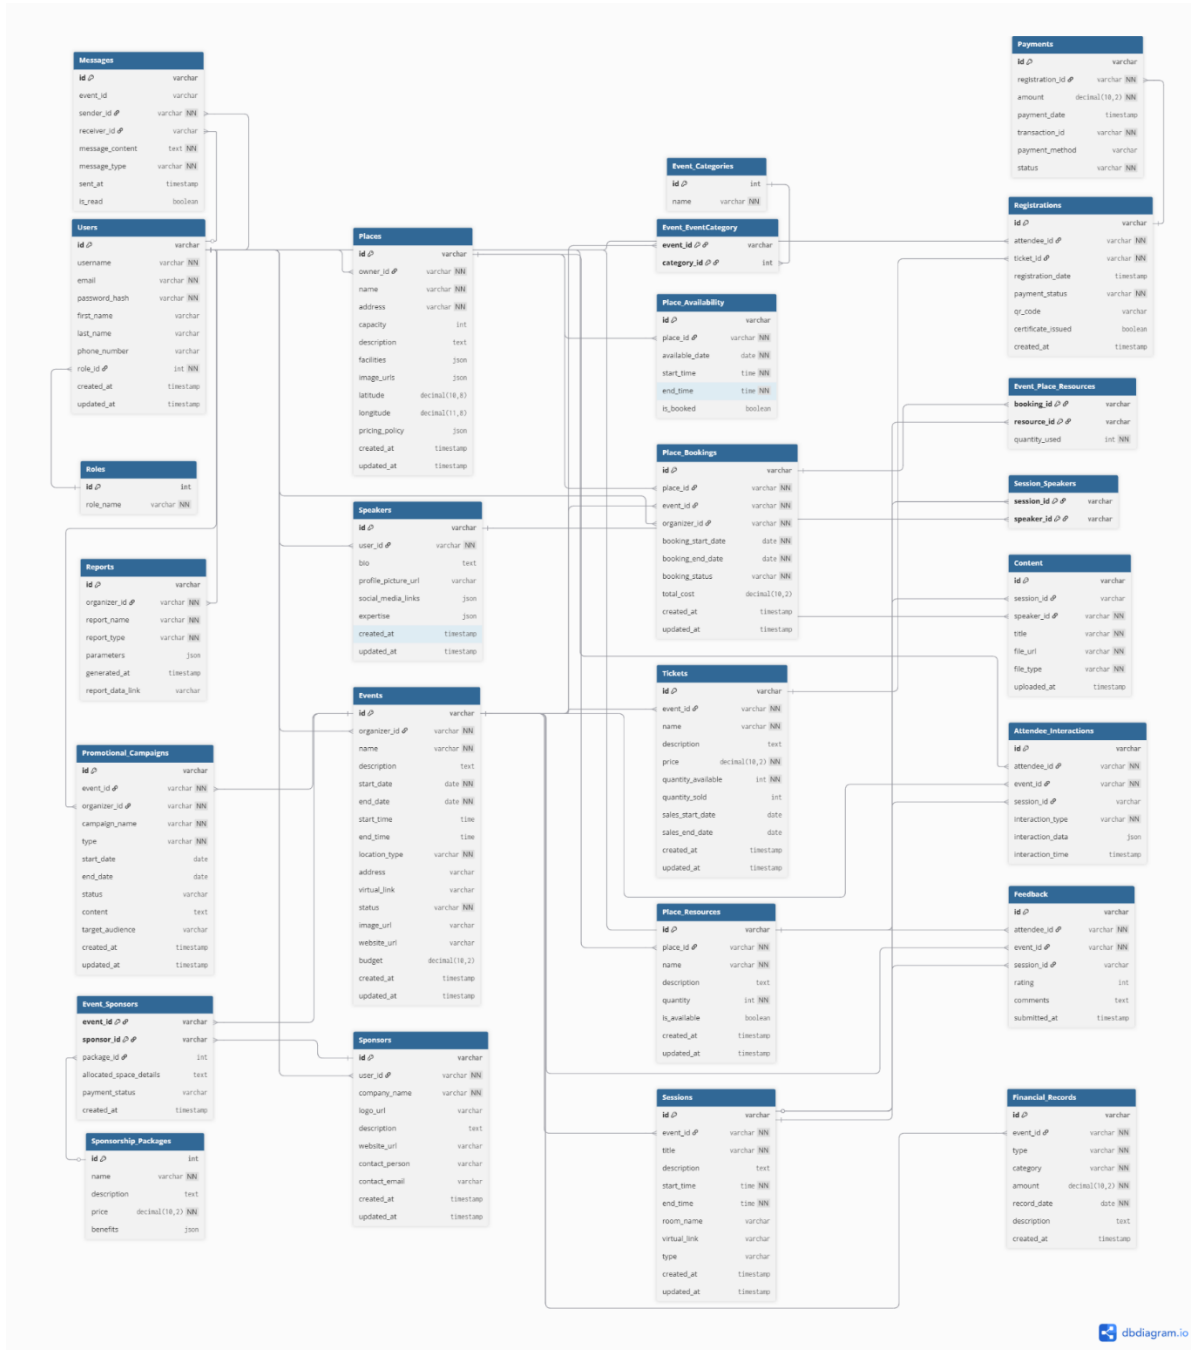 Messages
id varchar
event_id varchar
sender_id varchar NN
receiver_id varchar
message_content text NN
message_type varchar NN
sent_at timestamp
is_read boolean
Users
id varchar
username varchar NN
email varchar NN
password_hash varchar NN
first_name varchar
last_name varchar
phone_number varchar
role_id int NN
created_at timestamp
updated_at timestamp
Roles
id int
role_name varchar NN
Reports
id varchar
organizer_id varchar NN
report_name varchar NN
report_type varchar NN
parameters json
generated_at timestamp
report_data_link varchar
Promotional_Campaigns
id varchar
event_id varchar NN
organizer_id varchar NN
campaign_name varchar NN
type varchar NN
start_date date
end_date date
status varchar
content text
target_audience varchar
created_at timestamp
updated_at timestamp
Event_Sponsors
event_id varchar
sponsor_id varchar
package_id int
allocated_space_details text
payment_status varchar
created_at timestamp
Sponsorship_Packages
id int
name varchar NN
description text
price decimal(10,2) NN
benefits json
Places
id varchar
owner_id varchar NN
name varchar NN
address varchar NN
capacity int
description text
facilities json
image_urls json
latitude decimal(10,8)
longitude decimal(11,8)
pricing_policy json
created_at timestamp
updated_at timestamp
Speakers
id varchar
user_id varchar NN
bio text
profile_picture_url varchar
social_media_links json
expertise json
created_at timestamp
updated_at timestamp
Events
id varchar
organizer_id varchar NN
name varchar NN
description text
start_date date NN
end_date date NN
start_time time
end_time time
location_type varchar NN
address varchar
virtual_link varchar
status varchar NN
image_url varchar
website_url varchar
budget decimal(10,2)
created_at timestamp
updated_at timestamp
Sponsors
id varchar
user_id varchar NN
company_name varchar NN
logo_url varchar
description text
website_url varchar
contact_person varchar
contact_email varchar
created_at timestamp
updated_at timestamp
Event_Categories
id int
name varchar NN
Event_EventCategory
event_id varchar
category_id int
Place_Availability
id varchar
place_id varchar NN
available_date date NN
start_time time NN
end_time time NN
is_booked boolean
Place_Bookings
id varchar
place_id varchar NN
event_id varchar NN
organizer_id varchar NN
booking_start_date date NN
booking_end_date date NN
booking_status varchar NN
total_cost decimal(10,2)
created_at timestamp
updated_at timestamp
Tickets
id varchar
event_id varchar NN
name varchar NN
description text
price decimal(10,2) NN
quantity_available int NN
quantity_sold int
sales_start_date date
sales_end_date date
created_at timestamp
updated_at timestamp
Place_Resources
id varchar
place_id varchar NN
name varchar NN
description text
quantity int NN
is_available boolean
created_at timestamp
updated_at timestamp
Sessions
id varchar
event_id varchar NN
title varchar NN
description text
start_time time NN
end_time time NN
room_name varchar
virtual_link varchar
type varchar
created_at timestamp
updated_at timestamp
Payments
id varchar
registration_id varchar NN
amount decimal(10,2) NN
payment_date timestamp
transaction_id varchar NN
payment_method varchar
status varchar NN
Registrations
id varchar
attendee_id varchar NN
ticket_id varchar NN
registration_date timestamp
payment_status varchar NN
qr_code varchar
certificate_issued boolean
created_at timestamp
Event_Place_Resources
booking_id varchar
resource_id varchar
quantity_used int NN
Session_Speakers
session_id varchar
speaker_id varchar
Content
id varchar
session_id varchar
speaker_id varchar NN
title varchar
file_url varchar NN
file_type varchar NN
uploaded_at timestamp
Attendee_Interactions
id varchar
attendee_id varchar NN
event_id varchar NN
session_id varchar
interaction_type varchar NN
interaction_data json
interaction_time timestamp
Feedback
id varchar
attendee_id varchar NN
event_id varchar NN
session_id varchar
rating int
comments text
submitted_at timestamp
Financial_Records
id varchar
event_id varchar NN
type varchar NN
category varchar NN
amount decimal(10,2) NN
record_date date NN
description text
created_at timestamp
dbdiagram.io